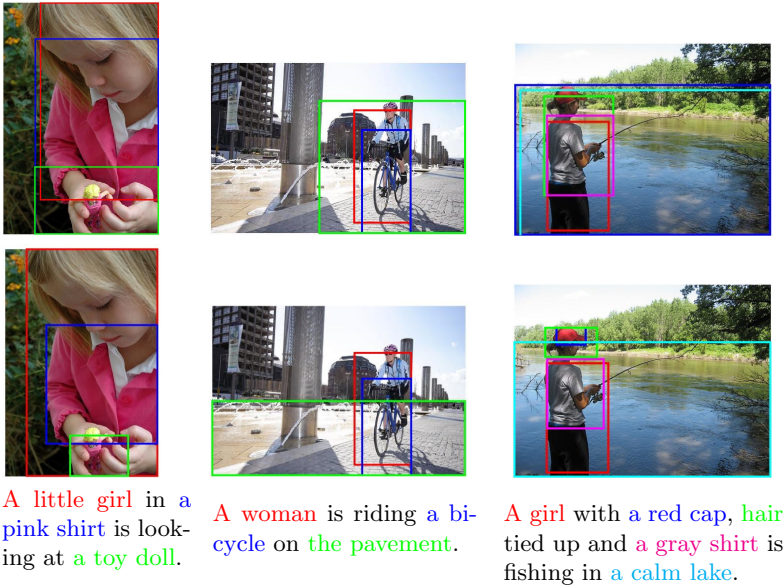 A little girl in a
pink shirt is look-
ing at a toy doll.
A woman is riding a bi-
cycle on the pavement.
A girl with a red cap, hair
tied up and a gray shirt is
fishing in a calm lake.